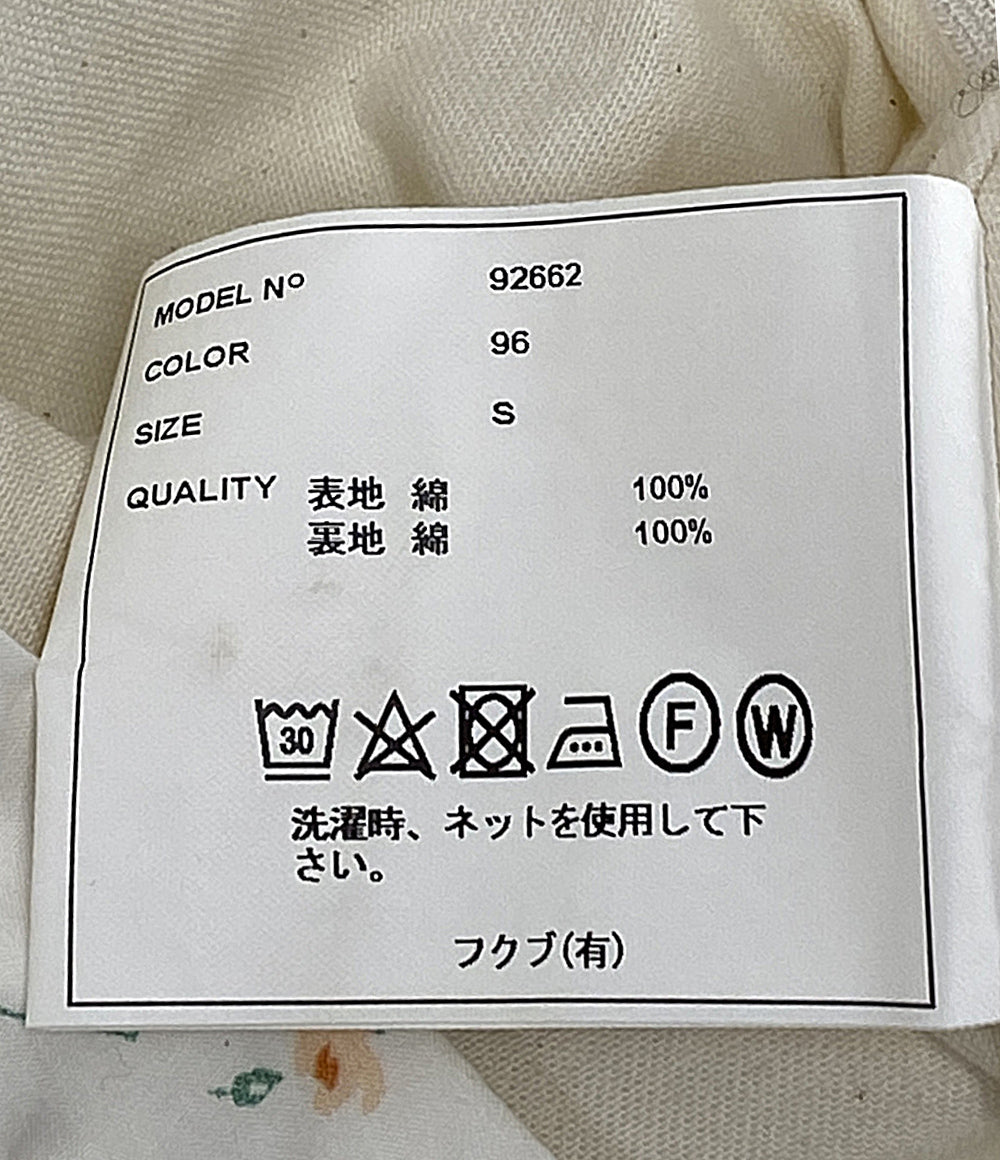 MODEL Nº 92662
COLOR 96
SIZE S
QUALITY 表地 綿 100%
裏地 綿 100%
30 F W
洗濯時、ネットを使用して下
さい。
フクブ(有)